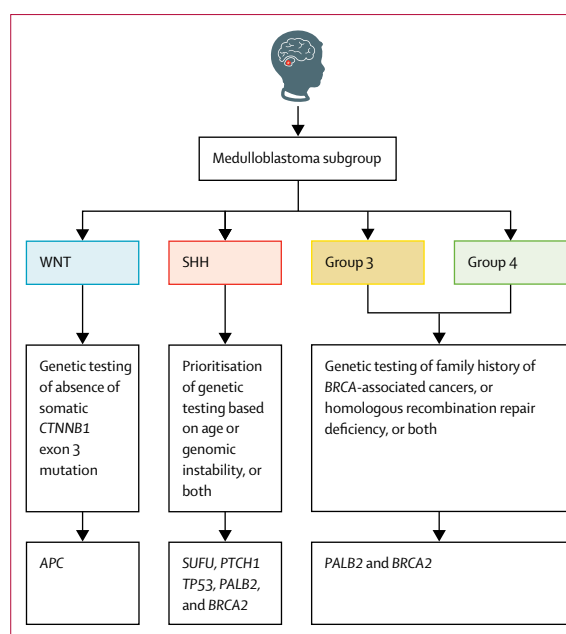 Medulloblastoma subgroup
WNT
SHH
Group 3
Group 4
Genetic testing
of absence of
somatic
CTNNB1
exon 3
mutation
Prioritisation
of genetic
testing based
on age or
genomic
instability, or
both
Genetic testing of family history of
BRCA-associated cancers, or
homologous recombination repair
deficiency, or both
APC
SUFU, PTCH1
TP53, PALB2,
and BRCA2
PALB2 and BRCA2